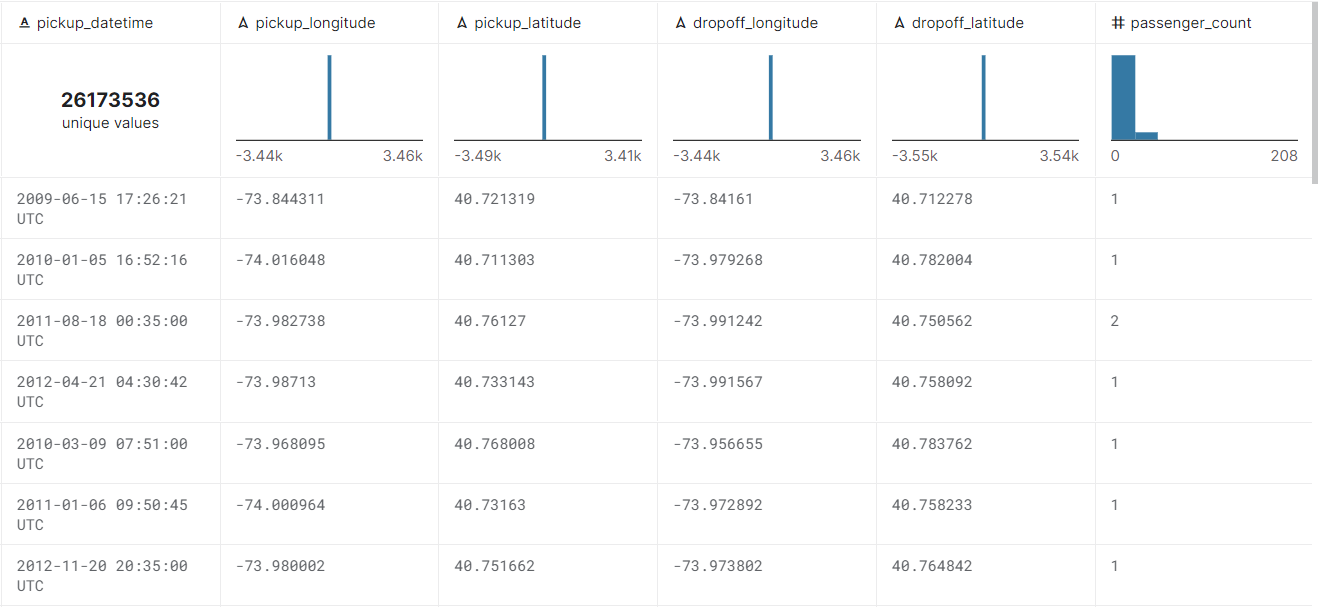 pickup_datetime pickup_longitude pickup_latitude dropoff_longitude dropoff_latitude passenger_count
26173536
unique values
-3.44k 3.46k -3.49k 3.41k -3.44k 3.46k -3.55k 3.54k 0 208
2009-06-15 17:26:21 -73.844311 40.721319 -73.84161 40.712278 1
UTC
2010-01-05 16:52:16 -74.016048 40.711303 -73.979268 40.782004 1
UTC
2011-08-18 00:35:00 -73.982738 40.76127 -73.991242 40.750562 2
UTC
2012-04-21 04:30:42 -73.98713 40.733143 -73.991567 40.758092 1
UTC
2010-03-09 07:51:00 -73.968095 40.768008 -73.956655 40.783762 1
UTC
2011-01-06 09:50:45 -74.000964 40.73163 -73.972892 40.758233 1
UTC
2012-11-20 20:35:00 -73.980002 40.751662 -73.973802 40.764842 1
UTC